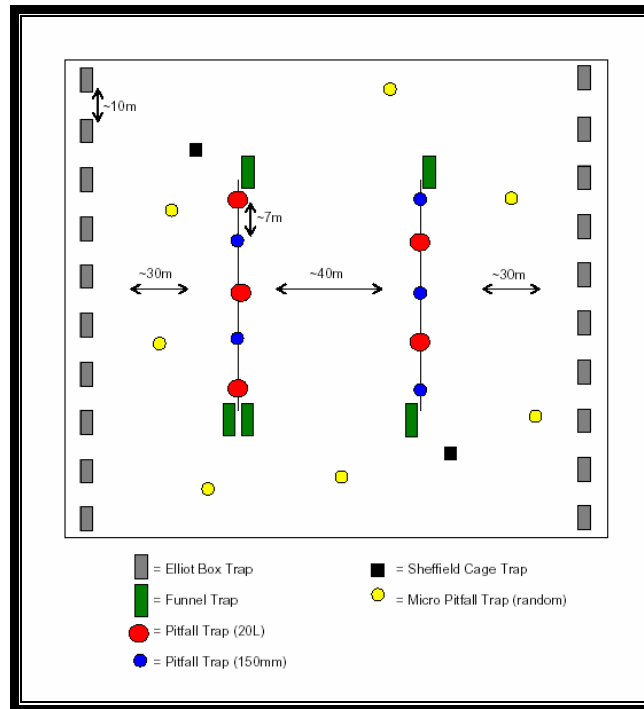 ~10m
~7m
~30m
~40m
~30m
= Elliot Box Trap
= Funnel Trap
= Pitfall Trap (20L)
= Pitfall Trap (150mm)
= Sheffield Cage Trap
= Micro Pitfall Trap (random)